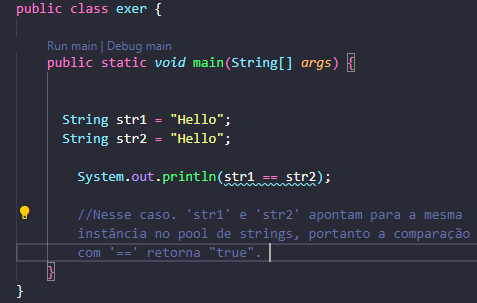 public class exer {
Run main | Debug main
public static void main(String[] args) {
String str1 = "Hello";
String str2 = "Hello";
System.out.println(str1 == str2);
//Nesse caso. 'str1' e 'str2' apontam para a mesma
instância no pool de strings, portanto a comparação
com '==' retorna "true".
}
}